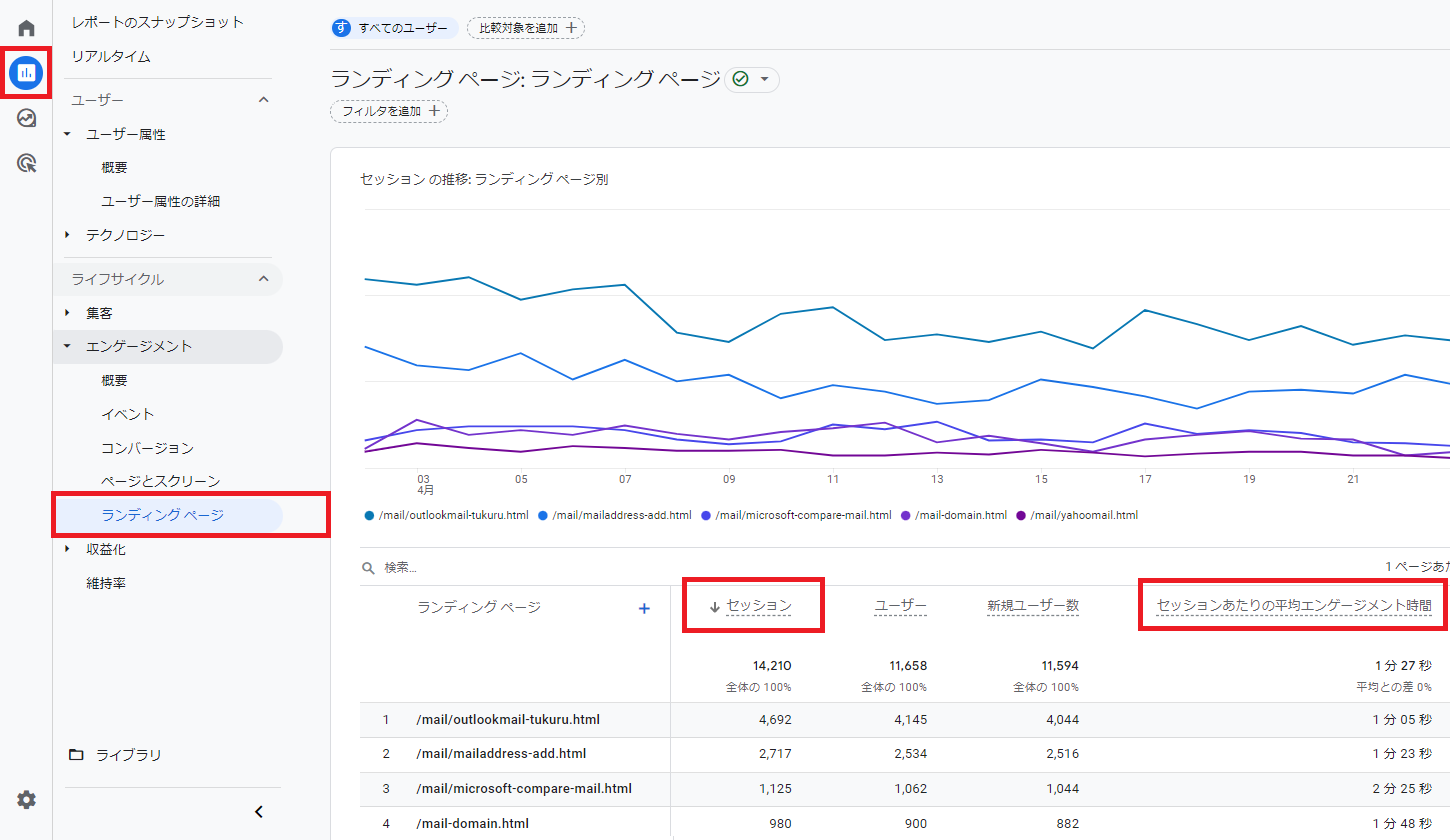 レポートのスナップショット
リアルタイム
ユーザー
ユーザー属性
概要
ユーザー属性の詳細
テクノロジー
ライフサイクル
集客
エンゲージメント
概要
イベント
コンバージョン
ページとスクリーン
ランディング ページ
収益化
維持率
ライブラリ
す すべてのユーザー 比較対象を追加
ランディング ページ: ランディング ページ
フィルタを追加
セッション の推移: ランディング ページ別
03 05 07 09 11 13 15 17 19 21
4月
/mail/outlookmail-tukuru.html /mail/mailaddress-add.html /mail/microsoft-compare-mail.html /mail-domain.html /mail/yahoomail.html
検索... 1 ページあた
ランディング ページ + ↓ セッション ユーザー 新規ユーザー数 セッションあたりの平均エンゲージメント時間
14,210 11,658 11,594 1 分 27 秒
全体の 100% 全体の 100% 全体の 100% 平均との差 0%
1 /mail/outlookmail-tukuru.html 4,692 4,145 4,044 1 分 05 秒
2 /mail/mailaddress-add.html 2,717 2,534 2,516 1 分 23 秒
3 /mail/microsoft-compare-mail.html 1,125 1,062 1,044 2 分 25 秒
4 /mail-domain.html 980 900 882 1 分 48 秒